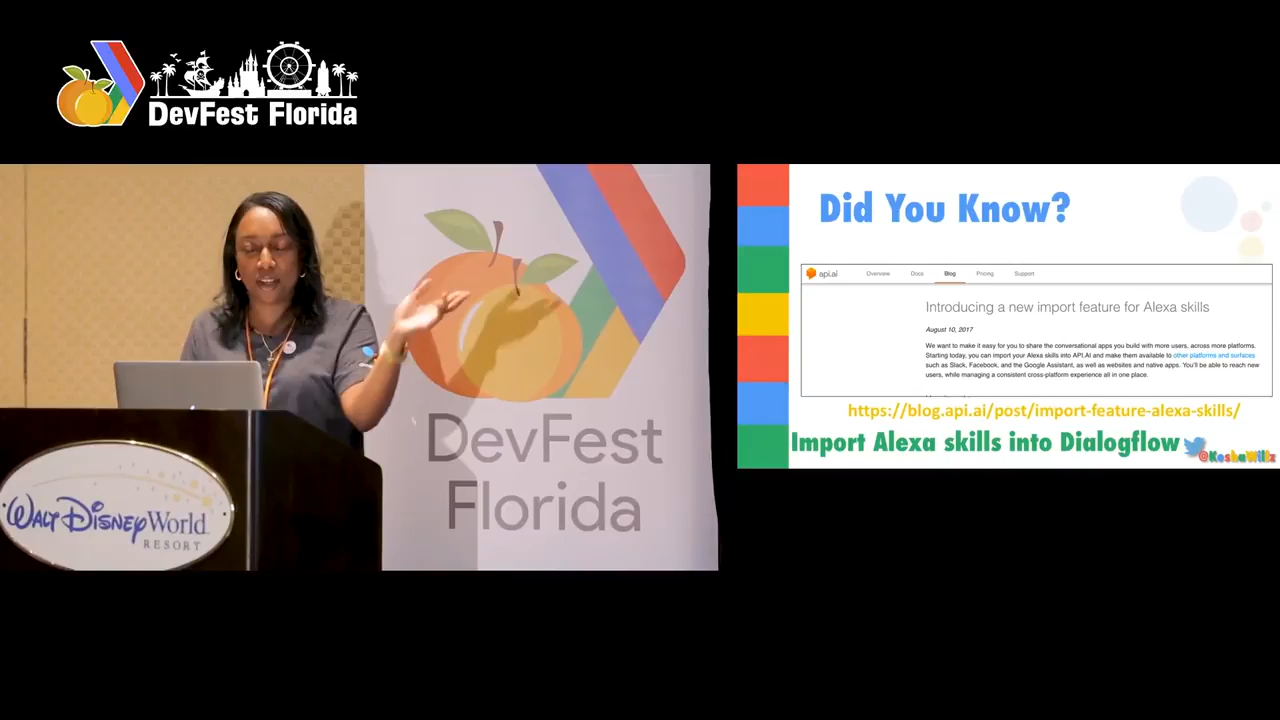 DevFest Florida
Did You Know?
api.ai
Overview
Docs
Blog
Pricing
Support
Introducing a new import feature for Alexa skills
August 10, 2017
We want to make it easy for you to share the conversational apps you build with more users, across more platforms.
Starting today, you can import your Alexa skills into API.AI and make them available to other platforms and surfaces
such as Slack, Facebook, and the Google Assistant, as well as websites and native apps. You'll be able to reach new
users, while managing a consistent cross-platform experience all in one place.
https://blog.api.ai/post/import-feature-alexa-skills/
Import Alexa skills into Dialogflow
@KeshaWillz
DevFest
Florida
WALT DISNEY World
RESORT